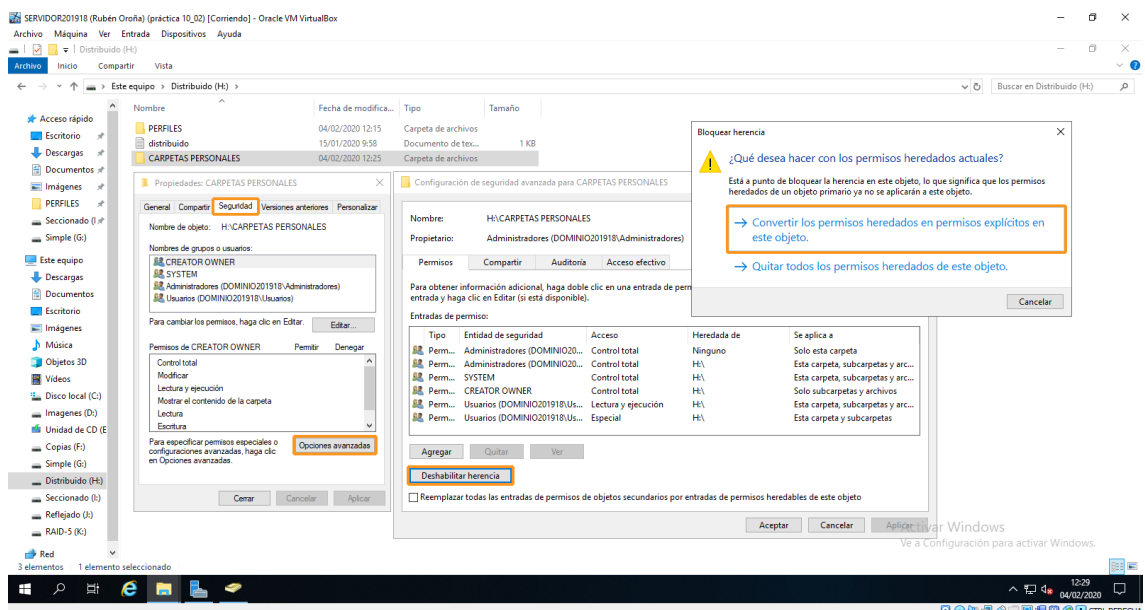 SERVIDOR201918 (Rubén Oroña) (práctica 10_02) [Corriendo] - Oracle VM VirtualBox
Archivo Máquina Ver Entrada Dispositivos Ayuda
Distribuido (H:)
Archivo Inicio Compartir Vista
Este equipo > Distribuido (H:) >
Buscar en Distribuido (H:)
Acceso rápido
Escritorio
Descargas
Documentos
Imágenes
PERFILES
Seccionado (I
Simple (G:)
Este equipo
Descargas
Documentos
Escritorio
Imágenes
Música
Objetos 3D
Vídeos
Disco local (C:)
Imagenes (D:)
Unidad de CD (E
Copias (F:)
Simple (G:)
Distribuido (H:)
Seccionado (I:)
Reflejado (J:)
RAID-5 (K:)
Red
Nombre Fecha de modifica... Tipo Tamaño
PERFILES 04/02/2020 12:15 Carpeta de archivos
distribuido 15/01/2020 9:58 Documento de tex... 1 KB
CARPETAS PERSONALES 04/02/2020 12:25 Carpeta de archivos
Propiedades: CARPETAS PERSONALES
General Compartir Seguridad Versiones anteriores Personalizar
Nombre de objeto: H:\CARPETAS PERSONALES
Nombres de grupos o usuarios:
CREATOR OWNER
SYSTEM
Administradores (DOMINIO201918\Administradores)
Usuarios (DOMINIO201918\Usuarios)
Para cambiar los permisos, haga clic en Editar. Editar...
Permisos de CREATOR OWNER Permitir Denegar
Control total
Modificar
Lectura y ejecución
Mostrar el contenido de la carpeta
Lectura
Escritura
Para especificar permisos especiales o
configuraciones avanzadas, haga clic
en Opciones avanzadas.
Opciones avanzadas
Cerrar Cancelar Aplicar
Configuración de seguridad avanzada para CARPETAS PERSONALES
Nombre: H:\CARPETAS PERSONALES
Propietario: Administradores (DOMINIO201918\Administradores)
Permisos Compartir Auditoría Acceso efectivo
Para obtener información adicional, haga doble clic en una entrada de perm
entrada y haga clic en Editar (si está disponible).
Entradas de permiso:
Tipo Entidad de seguridad Acceso Heredada de Se aplica a
Perm... Administradores (DOMINIO20... Control total Ninguno Solo esta carpeta
Perm... Administradores (DOMINIO20... Control total H:\ Esta carpeta, subcarpetas y arc...
Perm... SYSTEM Control total H:\ Esta carpeta, subcarpetas y arc...
Perm... CREATOR OWNER Control total H:\ Solo subcarpetas y archivos
Perm... Usuarios (DOMINIO201918\Us... Lectura y ejecución H:\ Esta carpeta, subcarpetas y arc...
Perm... Usuarios (DOMINIO201918\Us... Especial H:\ Esta carpeta y subcarpetas
Agregar Quitar Ver
Deshabilitar herencia
Reemplazar todas las entradas de permisos de objetos secundarios por entradas de permisos heredables de este objeto
Aceptar Cancelar Aplicar
Bloquear herencia
¿Qué desea hacer con los permisos heredados actuales?
Está a punto de bloquear la herencia en este objeto, lo que significa que los permisos
heredados de un objeto primario ya no se aplicarán a este objeto.
→ Convertir los permisos heredados en permisos explícitos en
este objeto.
→ Quitar todos los permisos heredados de este objeto.
Cancelar
Activar Windows
Ve a Configuración para activar Windows.
3 elementos 1 elemento seleccionado
12:29
04/02/2020
CTRL DERECHA